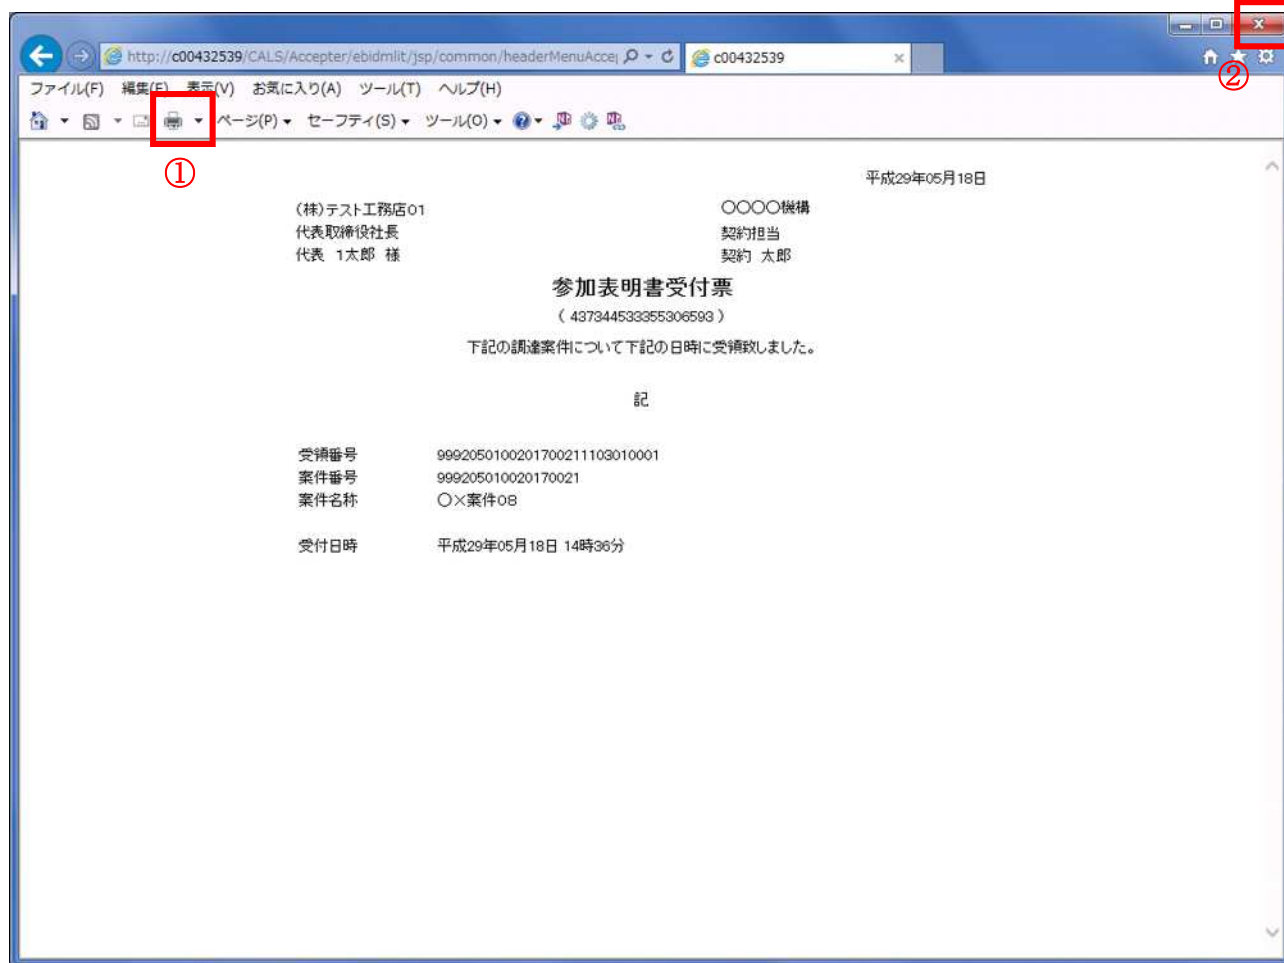 http://c00432539/CALS/Accepter/ebidmlit/jsp/common/headerMenuAccep
c00432539
②
ファイル(F) 編集(E) 表示(V) お気に入り(A) ツール(T) ヘルプ(H)
ページ(P) セーフティ(S) ツール(O)
①
平成29年05月18日
(株)テスト工務店01
〇〇〇〇機構
代表取締役社長
契約担当
代表 1太郎 様
契約 太郎
参加表明書受付票
( 437344533355306593 )
下記の調達案件について下記の日時に受領致しました。
記
受領番号 9992050100201700211103010001
案件番号 999205010020170021
案件名称 〇×案件08
受付日時 平成29年05月18日 14時36分